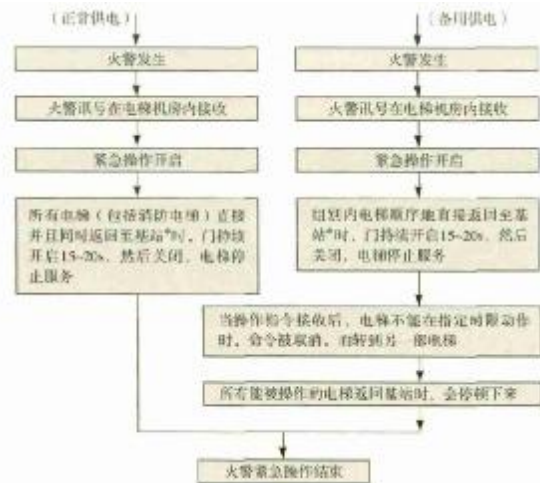 （正常供电）
火警发生
火警讯号在电梯机房内接收
紧急操作开启
所有电梯（包括消防电梯）直接
并且同时返回至基站*时，门持续
开启15~20s，然后关闭，电梯停
止服务
（备用供电）
火警发生
火警讯号在电梯机房内接收
紧急操作开启
组别内电梯顺序地直接返回至基
站*时，门持续开启15~20s，然后
关闭，电梯停止服务
当操作指令接收后，电梯不能在指定时限动作
时，命令被取消，而转到另一部电梯
所有能被操作的电梯返回基站时，会停顿下来
火警紧急操作结束